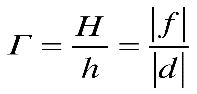 Γ = H/h = |f|/|d|